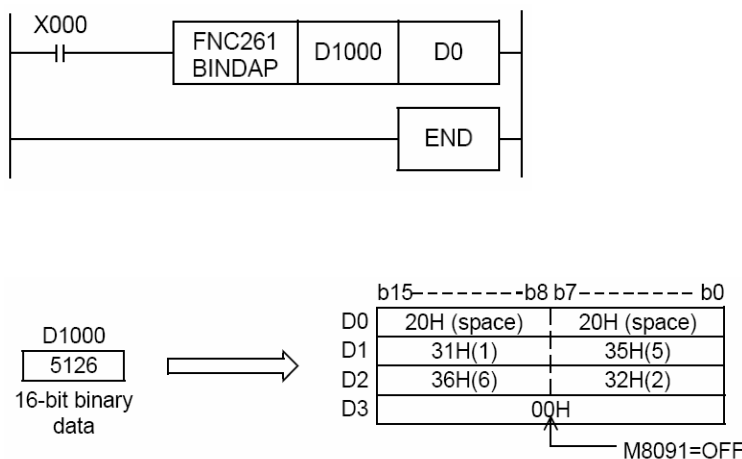 X000
FNC261 BINDAP D1000 D0
END
b15---------b8 b7---------b0
D0 20H (space) 20H (space)
D1000 D1 31H(1) 35H(5)
5126 D2 36H(6) 32H(2)
16-bit binary D3 00H
data
M8091=OFF